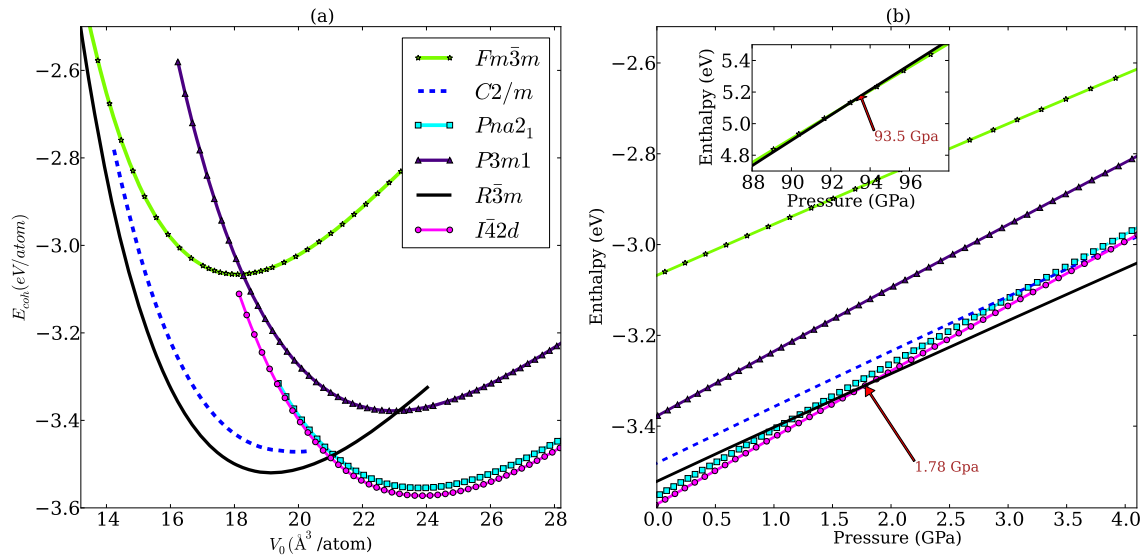 (a)
−2.6
−2.8
−3.0
−3.2
−3.4
−3.6
E_coh(eV/atom)
14 16 18 20 22 24 26 28
V_0(Å^3 /atom)
Fm3̄m
C2/m
Pna2_1
P3m1
R3̄m
I4̄2d
(b)
−2.6
−2.8
−3.0
−3.2
−3.4
Enthalpy (eV)
0.0 0.5 1.0 1.5 2.0 2.5 3.0 3.5 4.0
Pressure (GPa)
1.78 Gpa
5.4
5.2
5.0
4.8
Enthalpy (eV)
88 90 92 94 96
Pressure (GPa)
93.5 Gpa